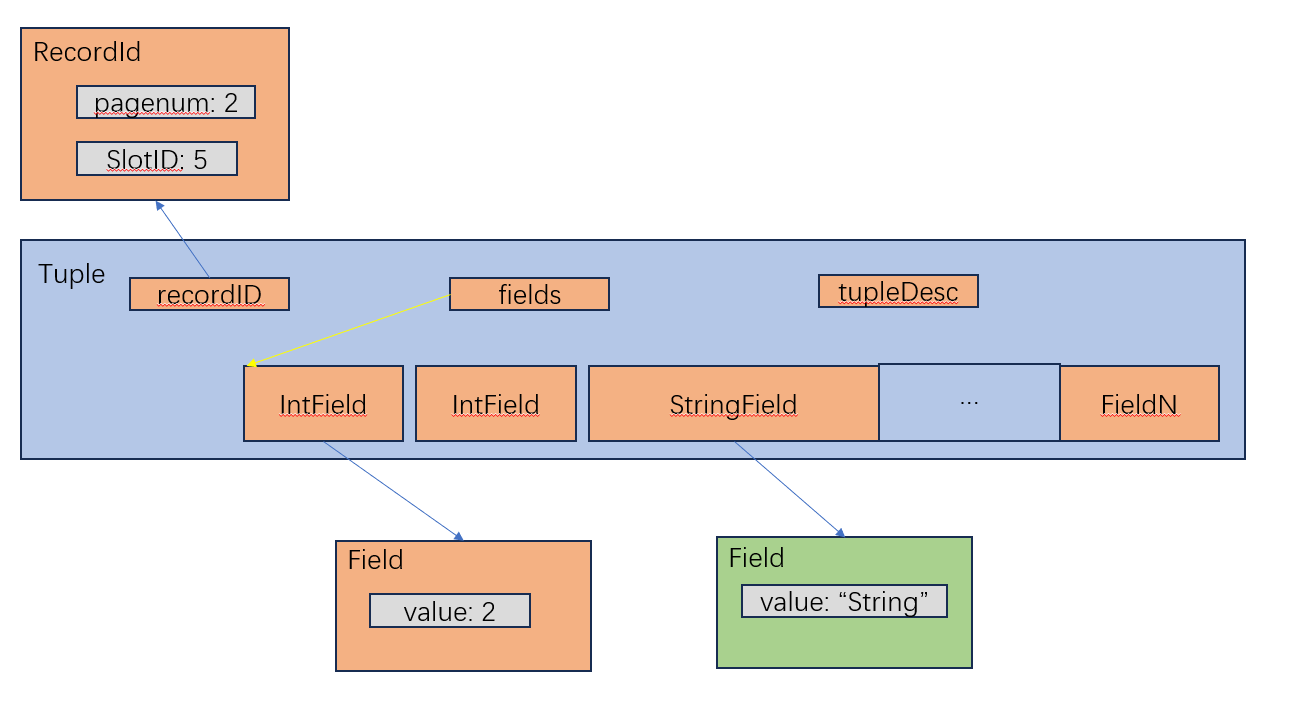 RecordId
pagenum: 2
SlotID: 5
Tuple
recordID
fields
tupleDesc
IntField
IntField
StringField
...
FieldN
Field
value: 2
Field
value: “String”